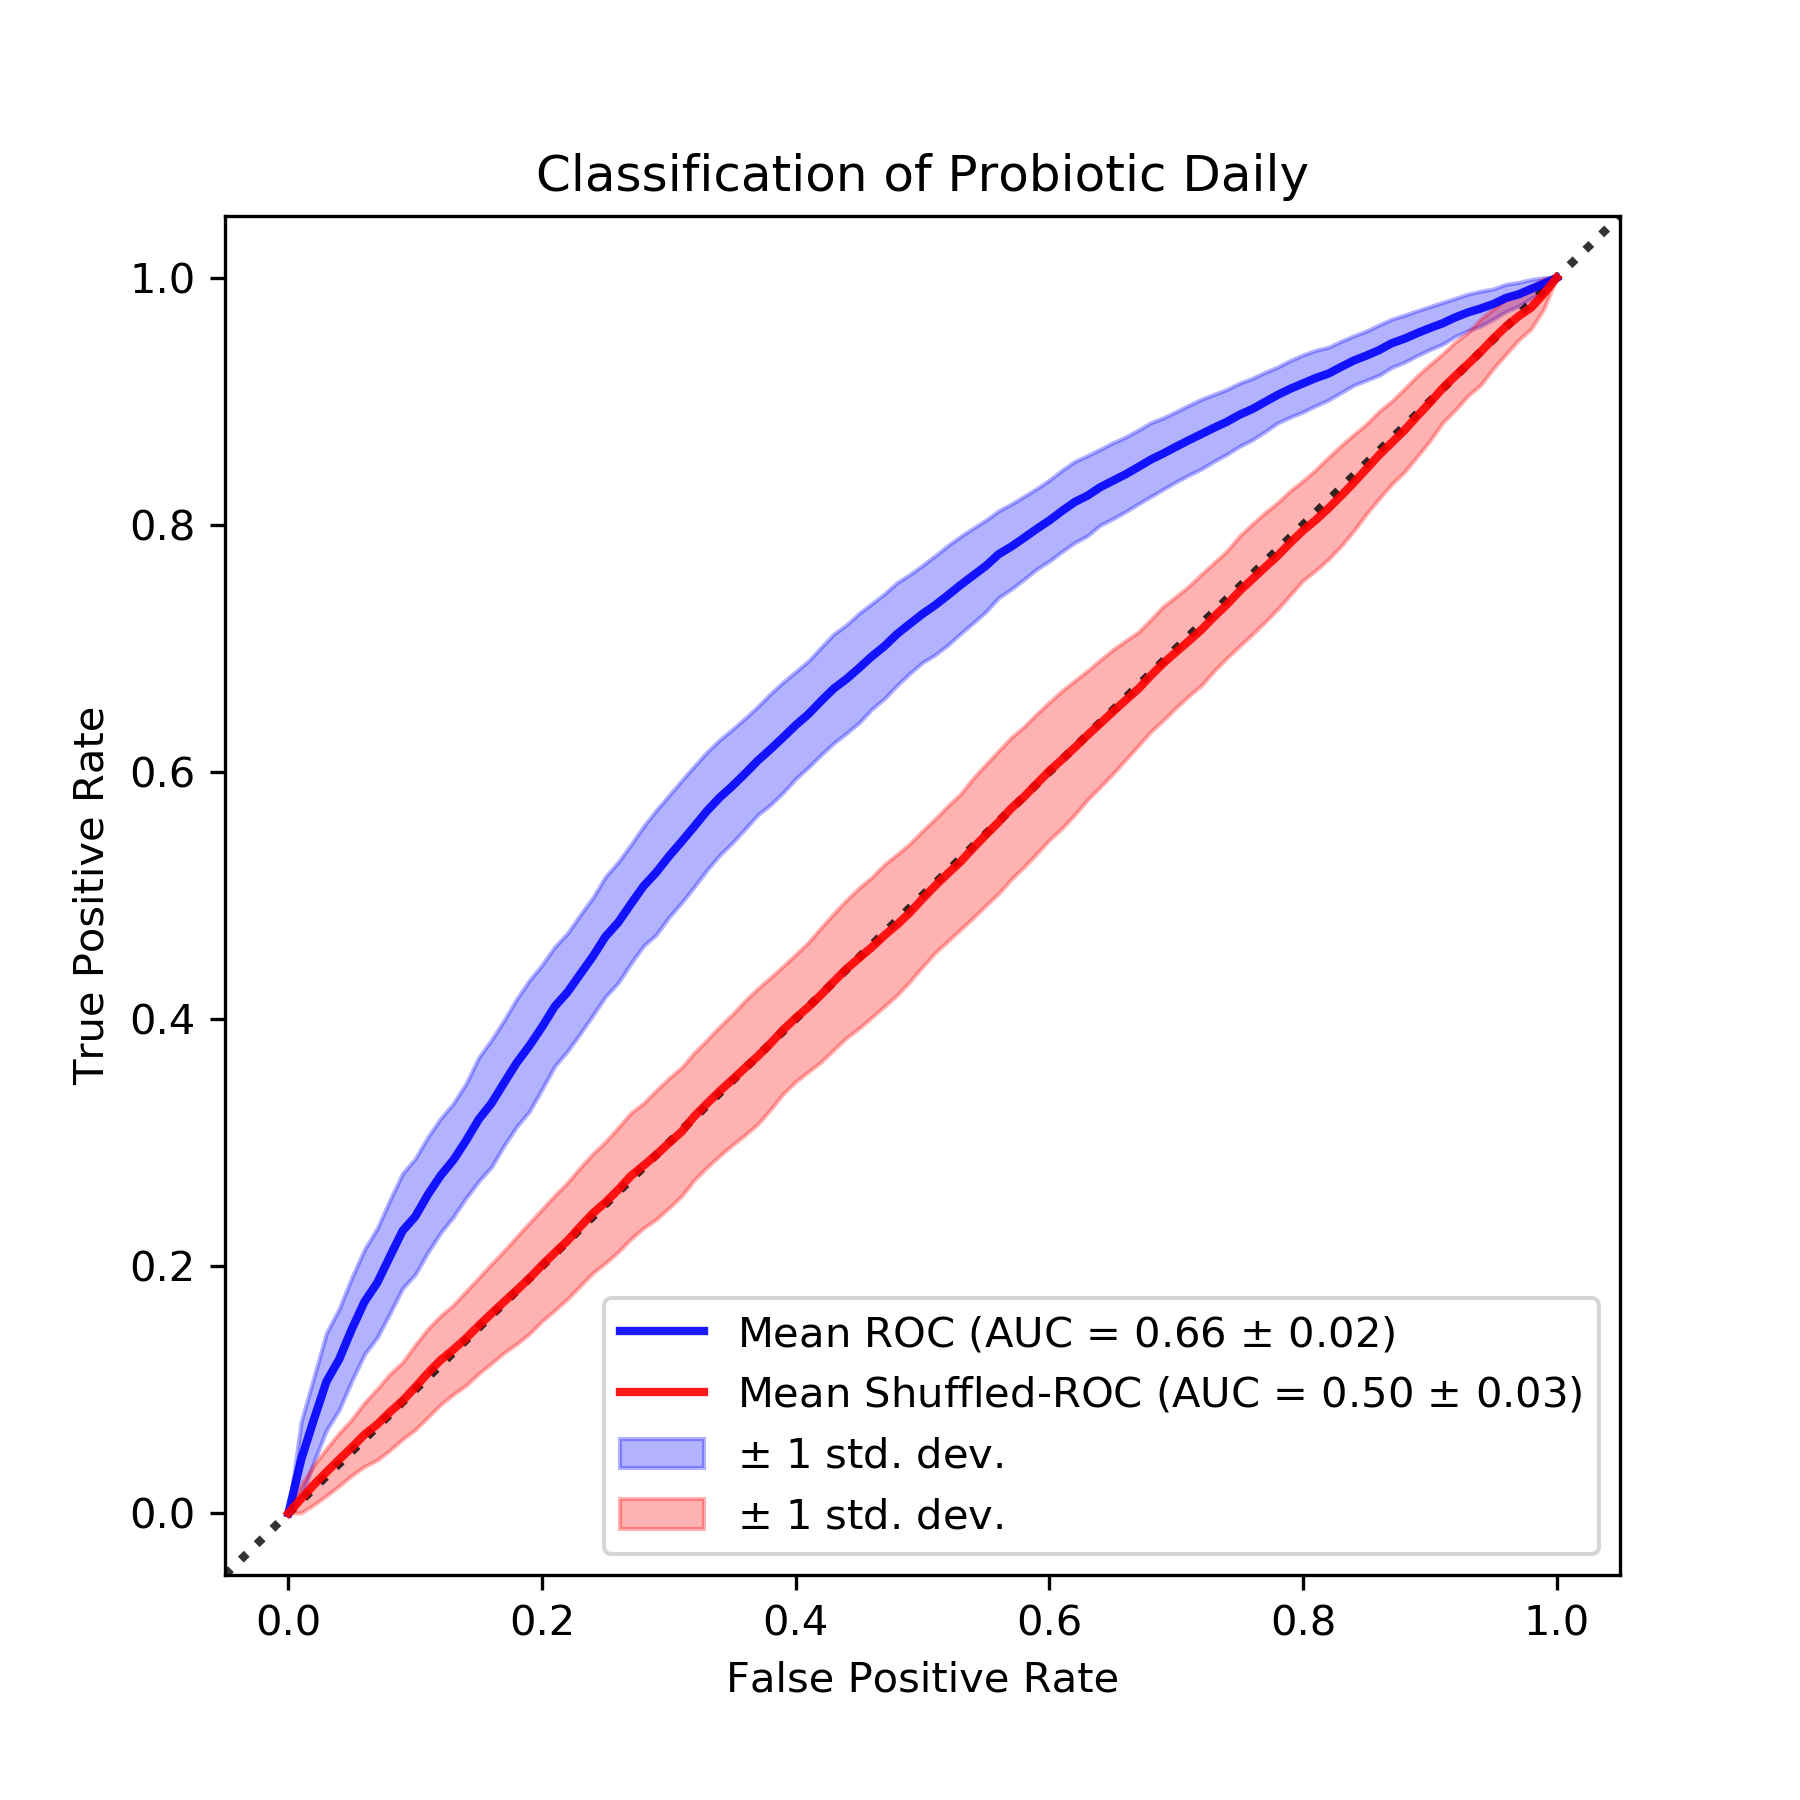 Classification of Probiotic Daily
1.0
0.8
0.6
0.4
0.2
0.0
True Positive Rate
Mean ROC (AUC = 0.66 ± 0.02)
Mean Shuffled-ROC (AUC = 0.50 ± 0.03)
± 1 std. dev.
± 1 std. dev.
0.0 0.2 0.4 0.6 0.8 1.0
False Positive Rate